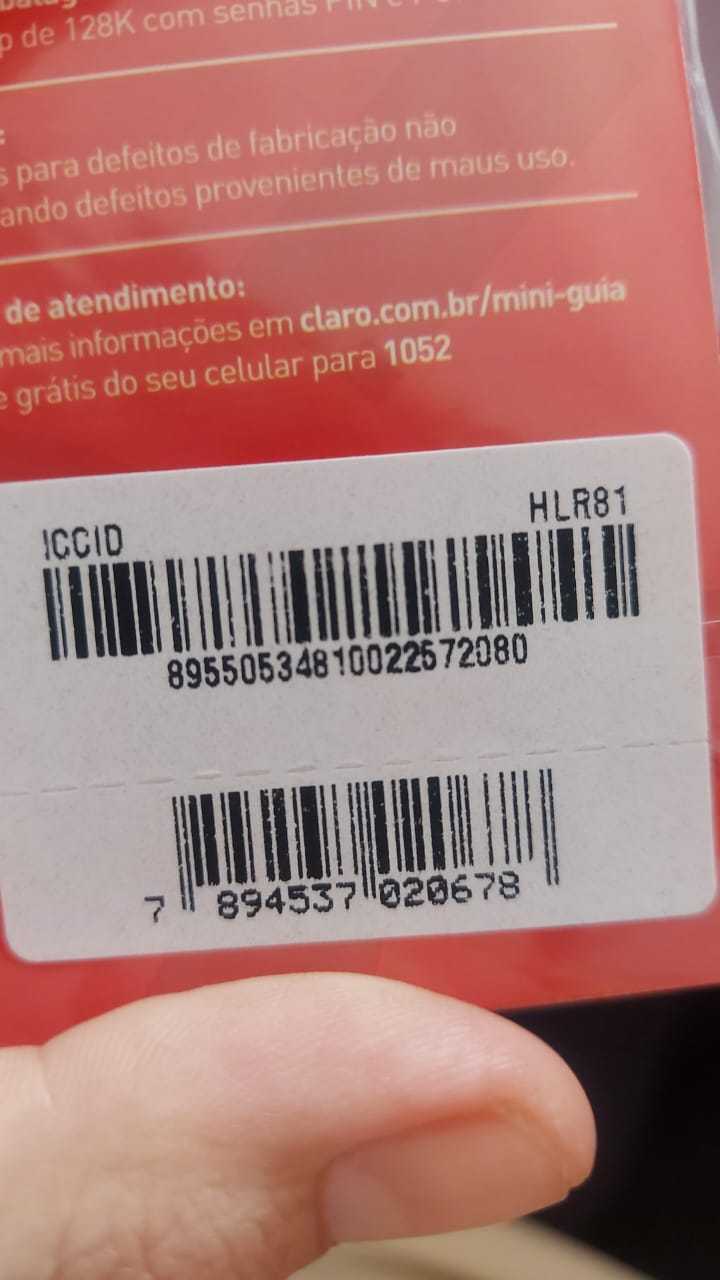 p de 128K com senhas PIN e
:
s para defeitos de fabricação não
ando defeitos provenientes de maus uso.
de atendimento:
mais informações em claro.com.br/mini-guia
e grátis do seu celular para 1052
HLR81
ICCID
89550534810022572080
7 894537 020678